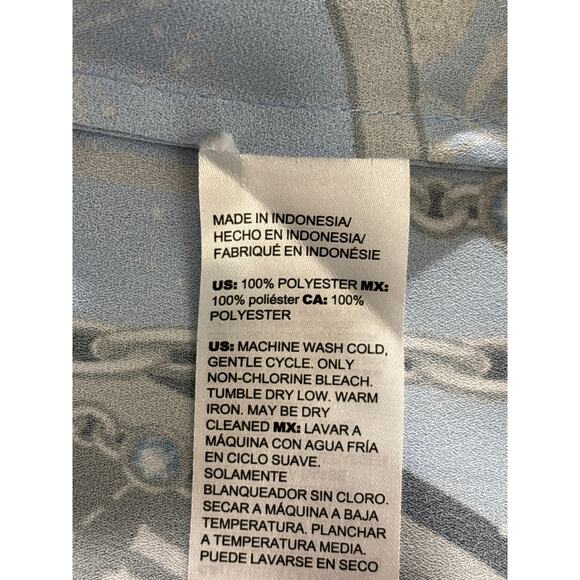 MADE IN INDONESIA/
HECHO EN INDONESIA/
FABRIQUÉ EN INDONÉSIE
US: 100% POLYESTER MX:
100% poliéster CA: 100%
POLYESTER
US: MACHINE WASH COLD,
GENTLE CYCLE. ONLY
NON-CHLORINE BLEACH.
TUMBLE DRY LOW. WARM
IRON. MAY BE DRY
CLEANED MX: LAVAR A
MÁQUINA CON AGUA FRÍA
EN CICLO SUAVE.
SOLAMENTE
BLANQUEADOR SIN CLORO.
SECAR A MÁQUINA A BAJA
TEMPERATURA. PLANCHAR
A TEMPERATURA MEDIA.
PUEDE LAVARSE EN SECO